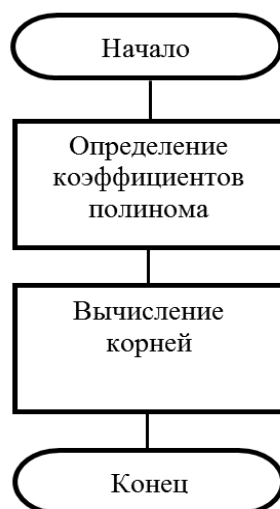 Начало
Определение
коэффициентов
полинома
Вычисление
корней
Конец